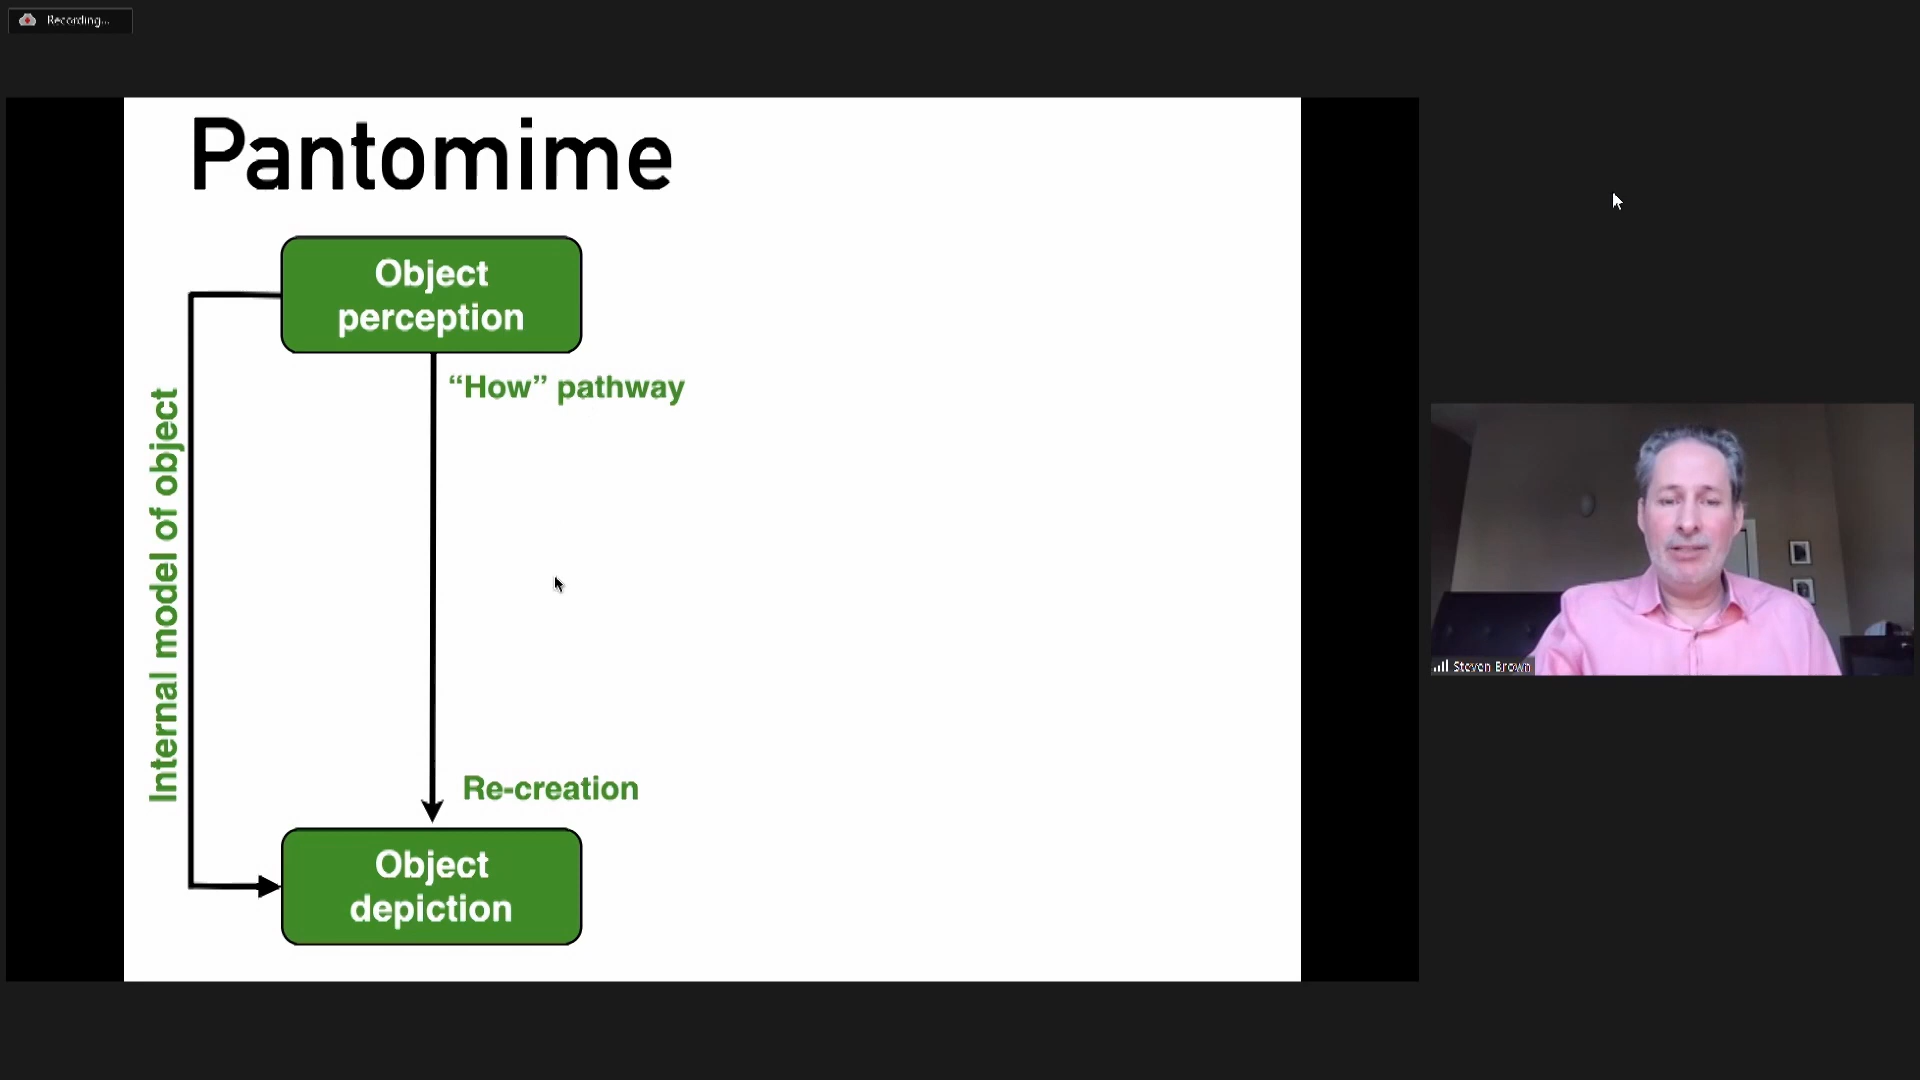 Recording...
Pantomime
Object
perception
“How” pathway
Internal model of object
Re-creation
Object
depiction
Steven Brown